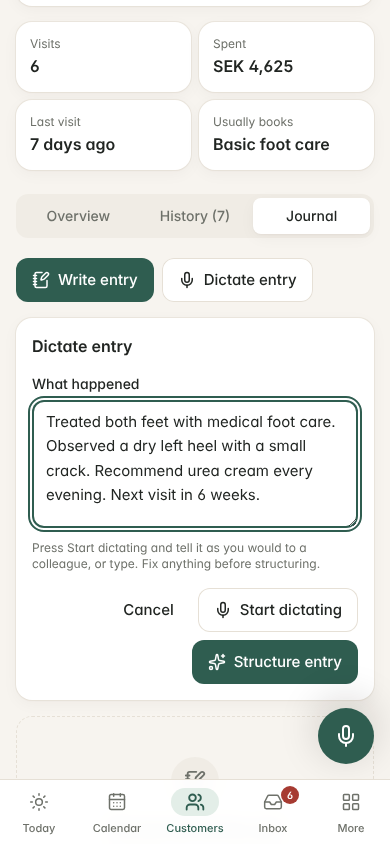 Visits
6
Spent
SEK 4,625
Last visit
7 days ago
Usually books
Basic foot care
Overview
History (7)
Journal
Write entry
Dictate entry
Dictate entry
What happened
Treated both feet with medical foot care.
Observed a dry left heel with a small
crack. Recommend urea cream every
evening. Next visit in 6 weeks.
Press Start dictating and tell it as you would to a
colleague, or type. Fix anything before structuring.
Cancel
Start dictating
Structure entry
6
Today
Calendar
Customers
Inbox
More